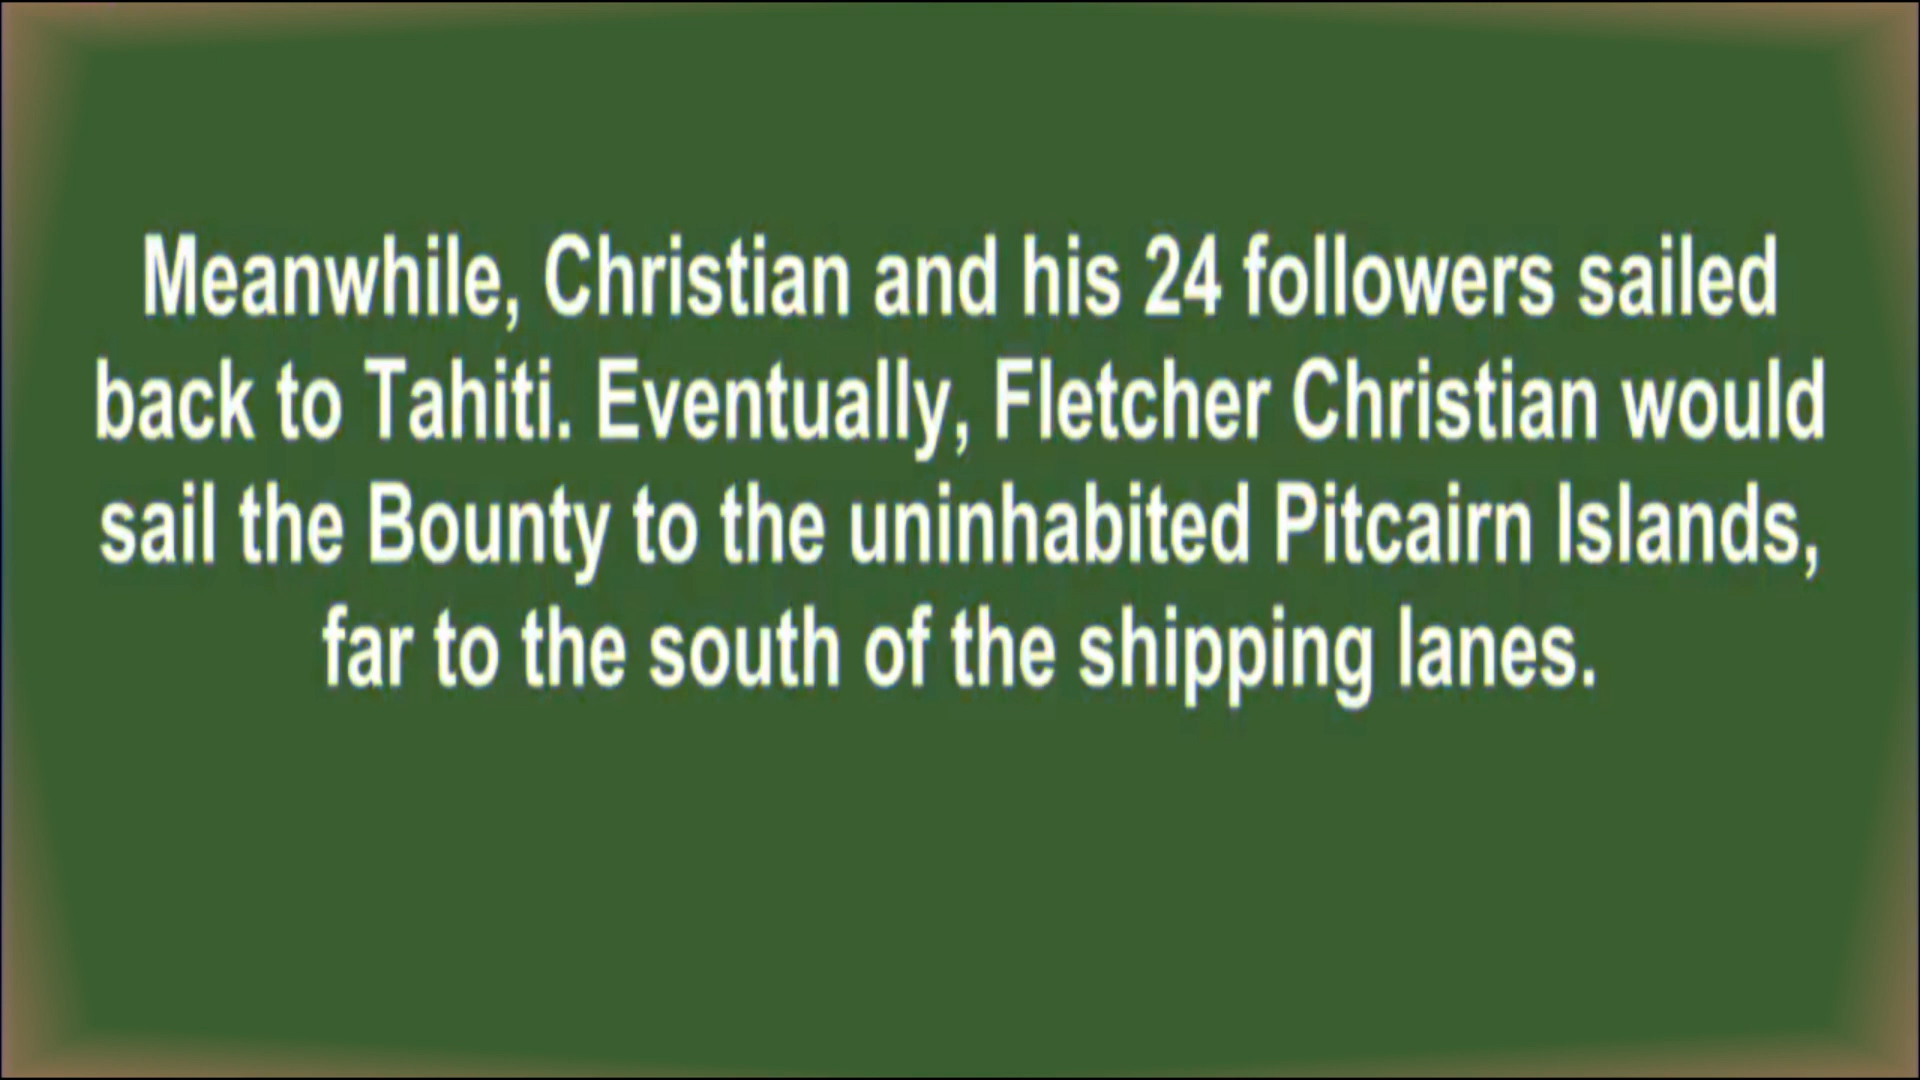 Meanwhile, Christian and his 24 followers sailed
back to Tahiti. Eventually, Fletcher Christian would
sail the Bounty to the uninhabited Pitcairn Islands,
far to the south of the shipping lanes.